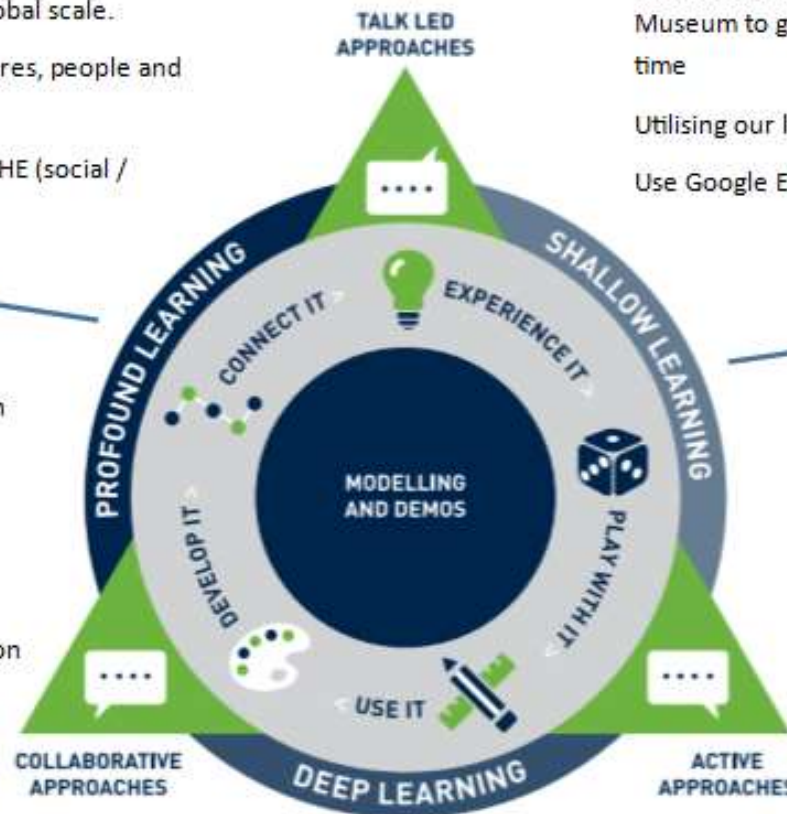 obal scale.
res, people and
HE (social /
n
on
Museum to g
time
Utilising our l
Use Google E
TALK LED
APPROACHES
PROFOUND LEARNING
SHALLOW LEARNING
CONNECT IT >
EXPERIENCE IT >
MODELLING
AND DEMOS
DEVELOP IT >
PLAY WITH IT >
< USE IT
COLLABORATIVE
APPROACHES
DEEP LEARNING
ACTIVE
APPROACHES